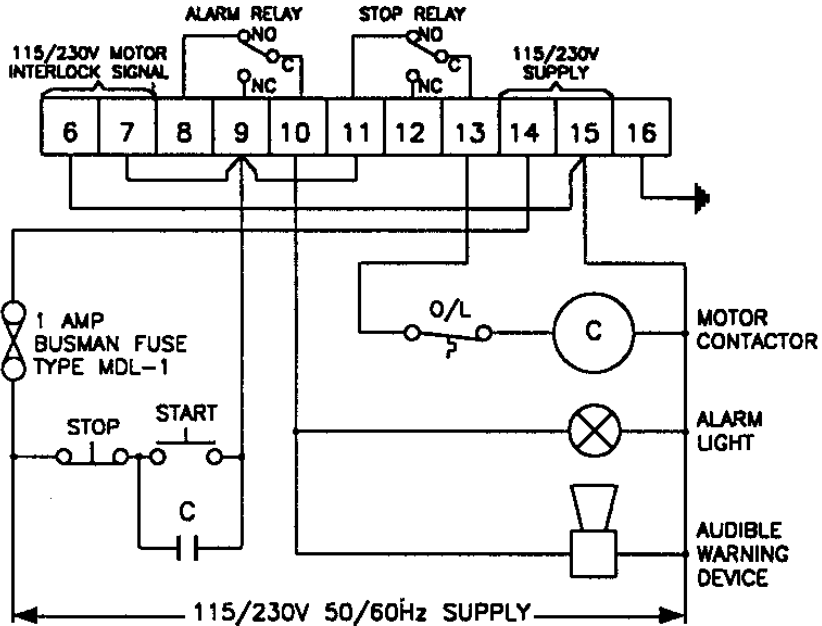 ALARM RELAY
STOP RELAY
NO
C
NC
NO
C
NC
115/230V MOTOR
INTERLOCK SIGNAL
115/230V
SUPPLY
6 7 8 9 10 11 12 13 14 15 16
1 AMP
BUSMAN FUSE
TYPE MDL-1
O/L
C
MOTOR
CONTACTOR
STOP
START
C
ALARM
LIGHT
AUDIBLE
WARNING
DEVICE
115/230V 50/60Hz SUPPLY